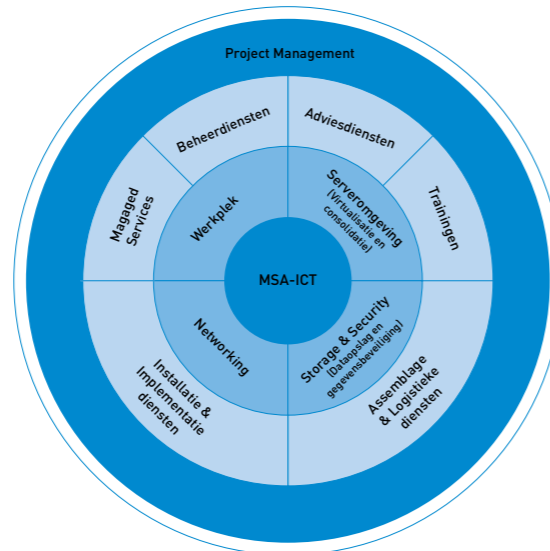 Project Management
Beheerdiensten
Adviesdiensten
Magaged
Services
Werkplek
Serveromgeving
(Virtualisatie en
consolidatie)
Trainingen
MSA-ICT
Networking
Storage & Security
(Dataopslag en
gegevensbeveiliging)
Installatie &
Implementatie
diensten
Assemblage
& Logistieke
diensten